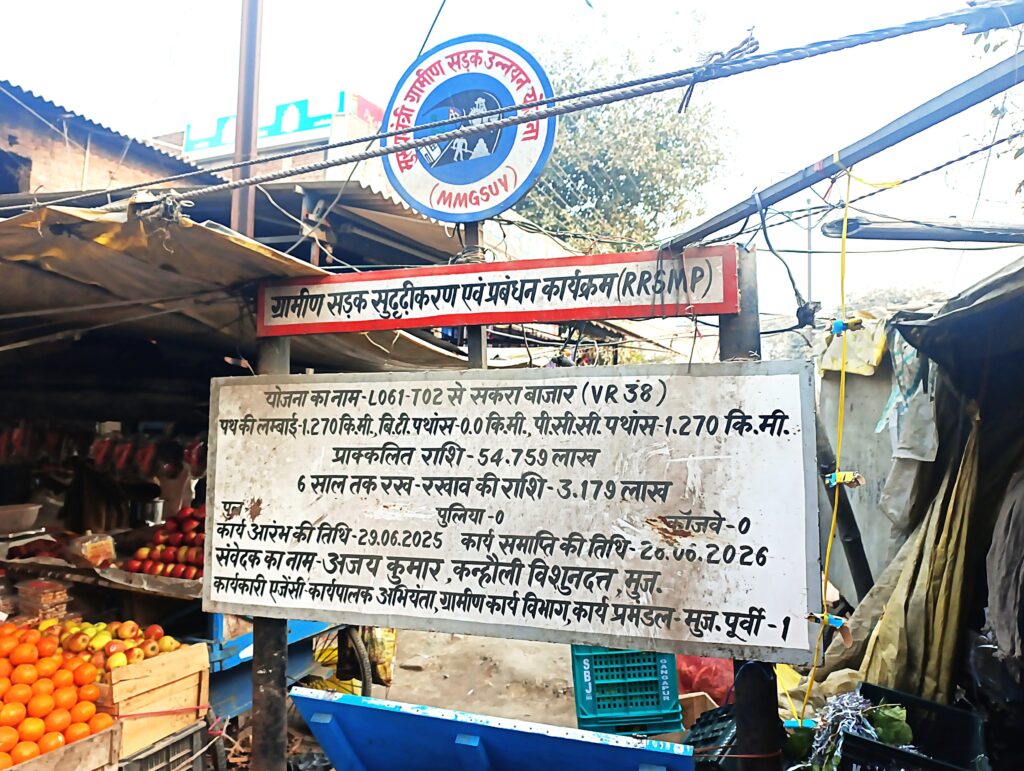 मुख्यमंत्री ग्रामीण सड़क उन्नयन योजना
(MMGSUY)
ग्रामीण सड़क सुदृढ़ीकरण एवं प्रबंधन कार्यक्रम (RRSMP)
योजना का नाम-L061-T02 से सकरा बाजार (VR 38)
पथ की लम्बाई-1.270 कि.मी., बि.टी. पथांस-0.0 कि.मी., पी.सी.सी. पथांस-1.270 कि.मी.
प्राक्कलित राशि-54.759 लाख
6 साल तक रख-रखाव की राशि-3.179 लाख
पुल पुलिया-0 कॉजवे-0
कार्य आरंभ की तिथि-29.06.2025 कार्य समाप्ति की तिथि-28.06.2026
संवेदक का नाम-अजय कुमार, कन्हौली विशुनदत्त, मुज.
कार्यकारी एजेंसी-कार्यपालक अभियंता, ग्रामीण कार्य विभाग, कार्य प्रमंडल-मुज. पूर्वी-1
SBJ
GANGAPUR